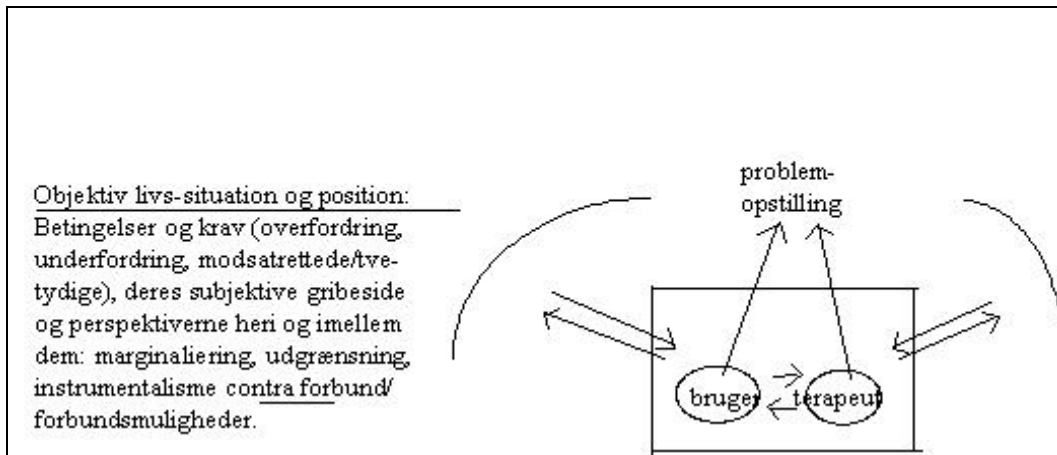 Objektiv livs-situation og position:
Betingelser og krav (overfordring,
underfordring, modsatrettede/tve-
tydige), deres subjektive gribeside
og perspektiverne heri og imellem
dem: marginaliering, udgrænsning,
instrumentalisme contra forbund/
forbundsmuligheder.
problem-
opstilling
bruger
terapeut